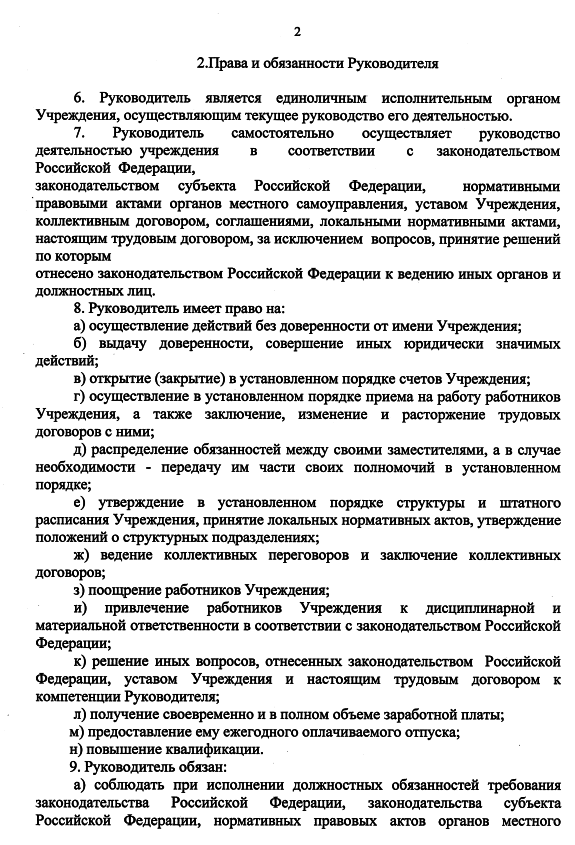 2
2.Права и обязанности Руководителя
6. Руководитель является единоличным исполнительным органом
Учреждения, осуществляющим текущее руководство его деятельностью.
7. Руководитель самостоятельно осуществляет руководство
деятельностью учреждения в соответствии с законодательством
Российской Федерации,
законодательством субъекта Российской Федерации, нормативными
правовыми актами органов местного самоуправления, уставом Учреждения,
коллективным договором, соглашениями, локальными нормативными актами,
настоящим трудовым договором, за исключением вопросов, принятие решений
по которым
отнесено законодательством Российской Федерации к ведению иных органов и
должностных лиц.
8. Руководитель имеет право на:
а) осуществление действий без доверенности от имени Учреждения;
б) выдачу доверенности, совершение иных юридически значимых
действий;
в) открытие (закрытие) в установленном порядке счетов Учреждения;
г) осуществление в установленном порядке приема на работу работников
Учреждения, а также заключение, изменение и расторжение трудовых
договоров с ними;
д) распределение обязанностей между своими заместителями, а в случае
необходимости - передачу им части своих полномочий в установленном
порядке;
е) утверждение в установленном порядке структуры и штатного
расписания Учреждения, принятие локальных нормативных актов, утверждение
положений о структурных подразделениях;
ж) ведение коллективных переговоров и заключение коллективных
договоров;
з) поощрение работников Учреждения;
и) привлечение работников Учреждения к дисциплинарной и
материальной ответственности в соответствии с законодательством Российской
Федерации;
к) решение иных вопросов, отнесенных законодательством Российской
Федерации, уставом Учреждения и настоящим трудовым договором к
компетенции Руководителя;
л) получение своевременно и в полном объеме заработной платы;
м) предоставление ему ежегодного оплачиваемого отпуска;
н) повышение квалификации.
9. Руководитель обязан:
а) соблюдать при исполнении должностных обязанностей требования
законодательства Российской Федерации, законодательства субъекта
Российской Федерации, нормативных правовых актов органов местного